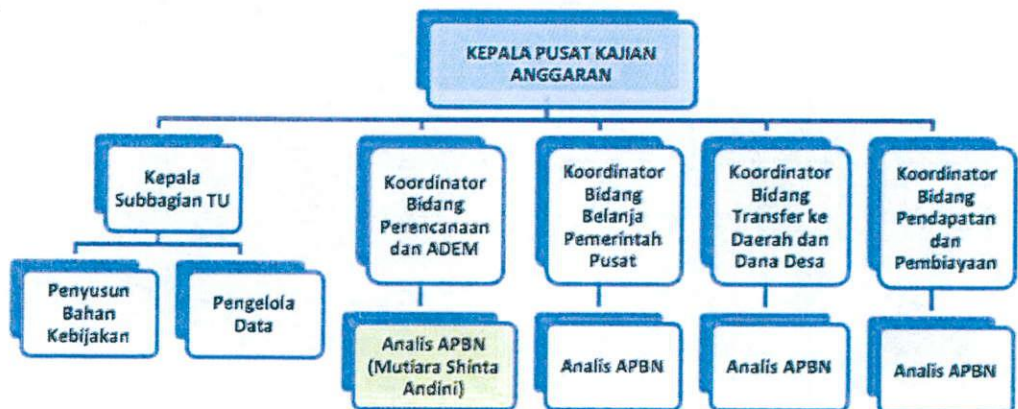 KEPALA PUSAT KAJIAN
ANGGARAN
Kepala
Subbagian TU
Koordinator
Bidang
Perencanaan
dan ADEM
Koordinator
Bidang
Belanja
Pemerintah
Pusat
Koordinator
Bidang
Transfer ke
Daerah dan
Dana Desa
Koordinator
Bidang
Pendapatan
dan
Pembiayaan
Penyusun
Bahan
Kebijakan
Pengelola
Data
Analis APBN
(Mutiara Shinta
Andini)
Analis APBN
Analis APBN
Analis APBN